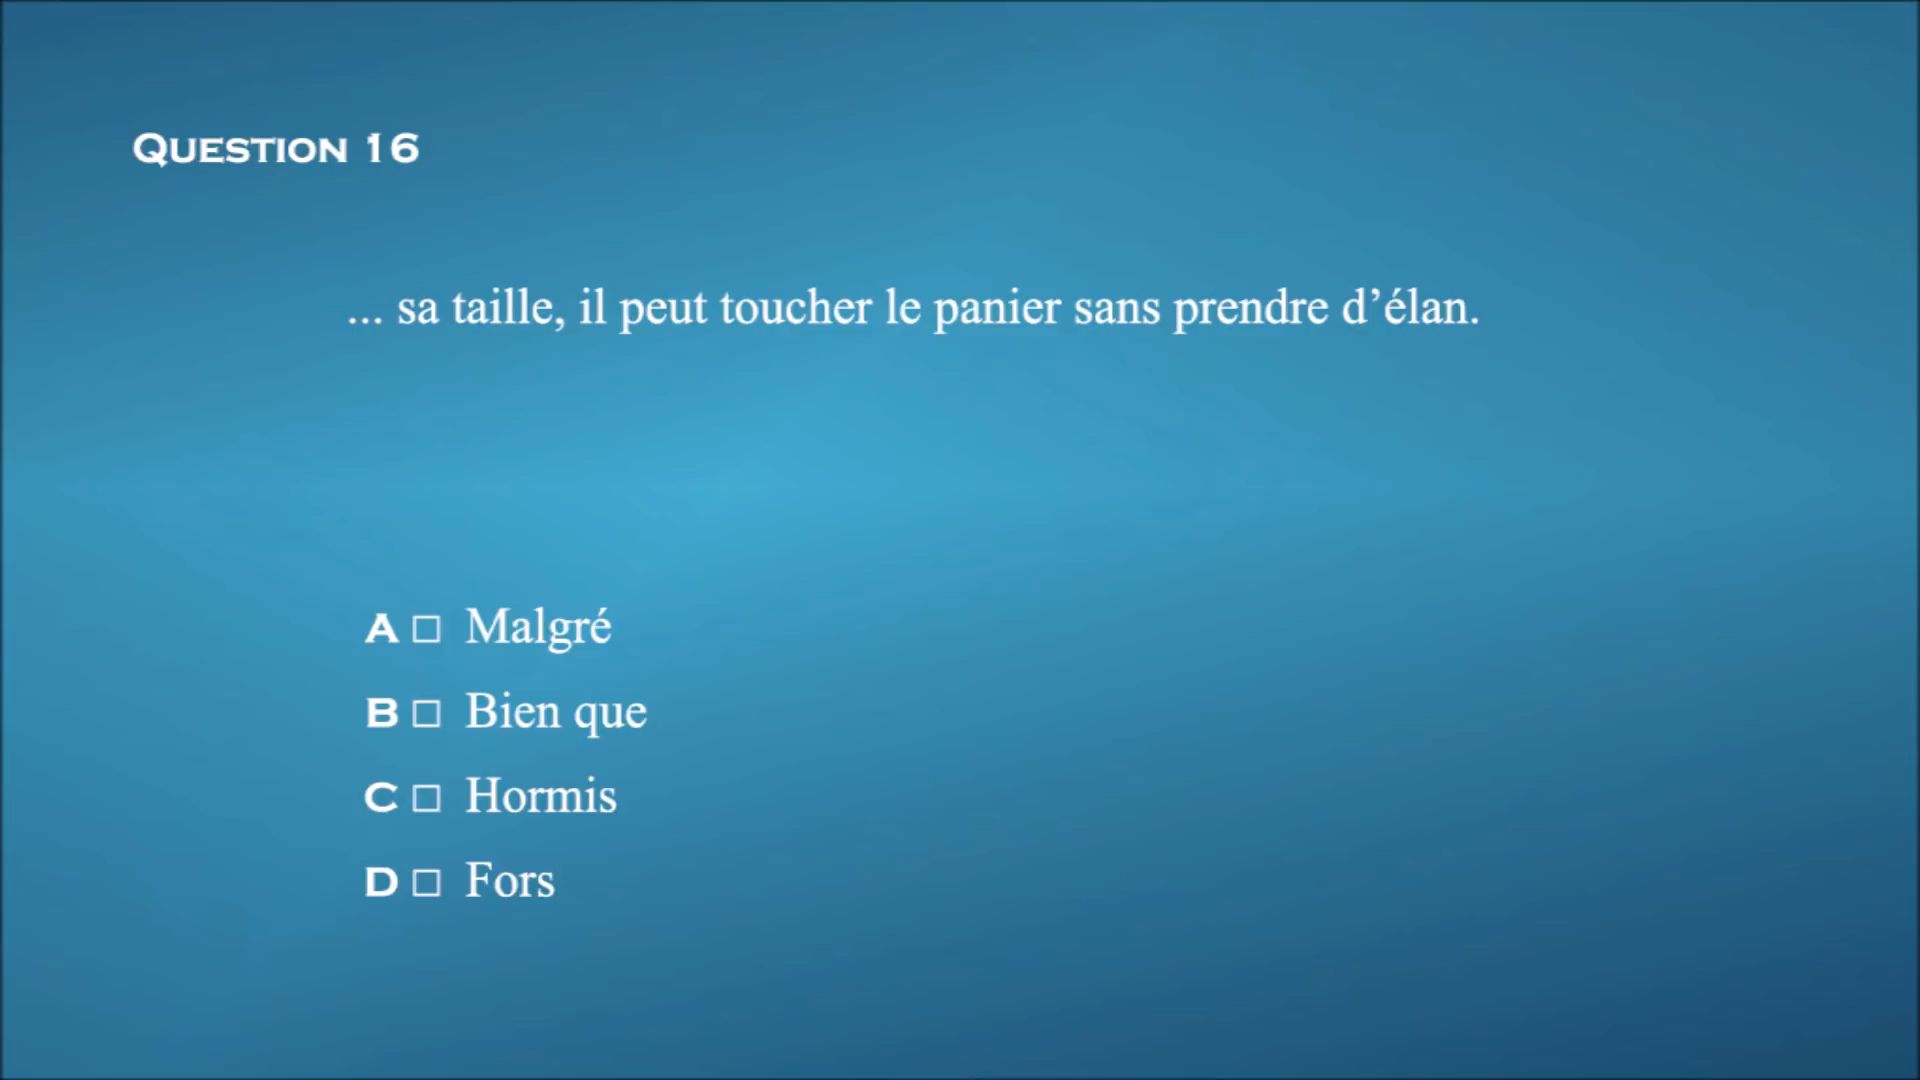 QUESTION 16
... sa taille, il peut toucher le panier sans prendre d’élan.
A □ Malgré
B □ Bien que
C □ Hormis
D □ Fors